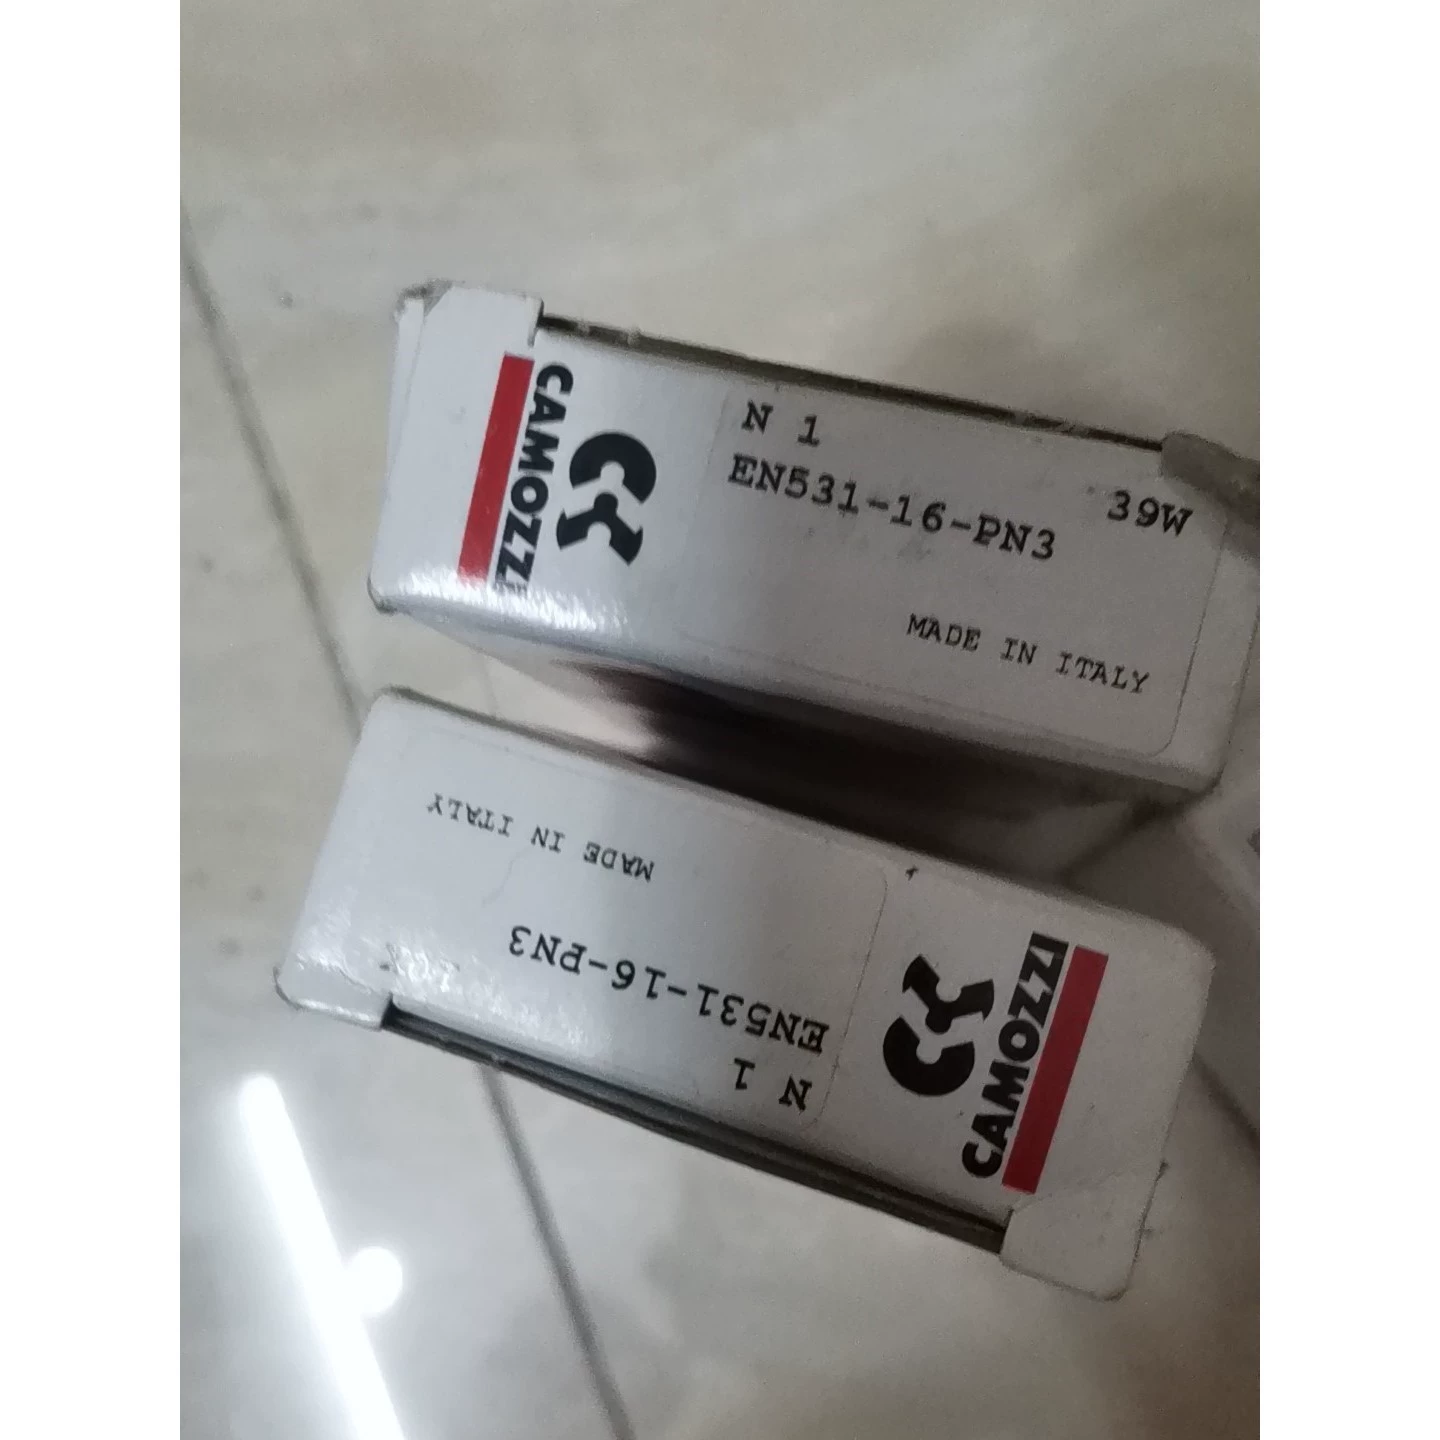 CAMOZZI
N 1
EN531-16-PN3
39W
MADE IN ITALY
CAMOZZI
N 1
EN531-16-PN3
MADE IN ITALY